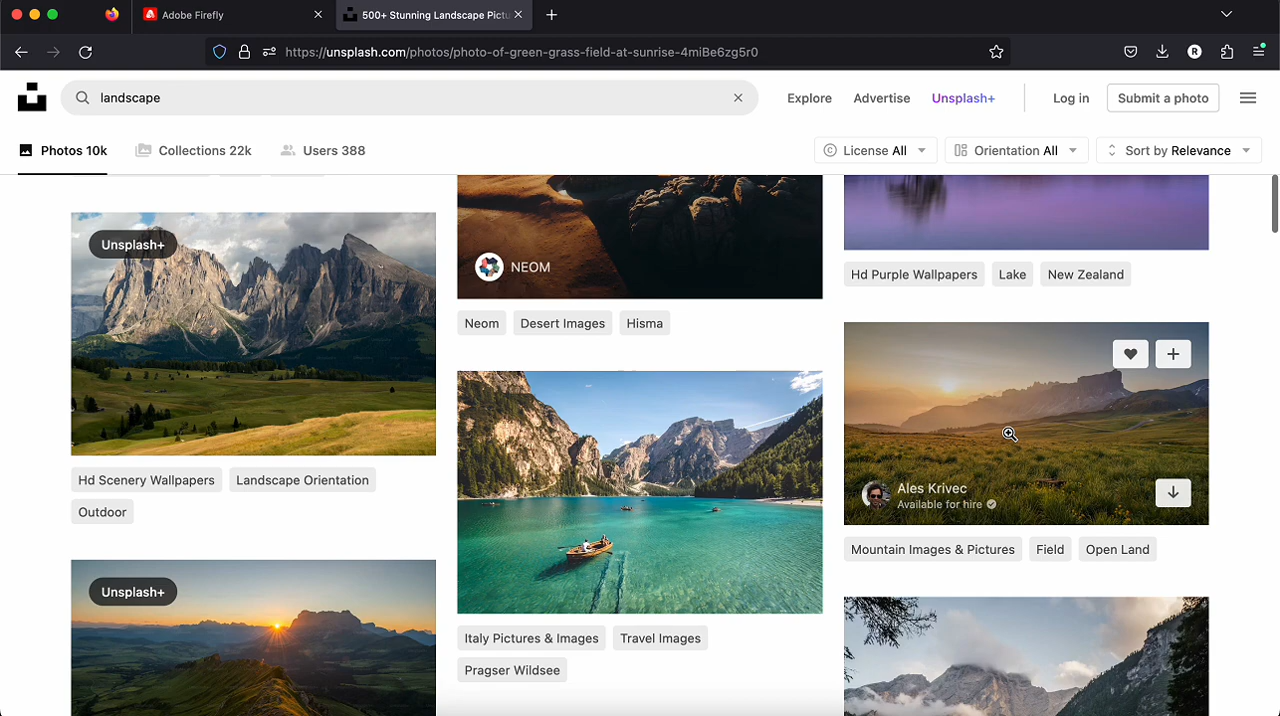 Adobe Firefly
500+ Stunning Landscape Pictu
https://unsplash.com/photos/photo-of-green-grass-field-at-sunrise-4miBe6zg5r0
R
landscape
Explore
Advertise
Unsplash+
Log in
Submit a photo
Photos 10k
Collections 22k
Users 388
License All
Orientation All
Sort by Relevance
Unsplash+
Hd Scenery Wallpapers
Landscape Orientation
Outdoor
Unsplash+
NEOM
Neom
Desert Images
Hisma
Italy Pictures & Images
Travel Images
Pragser Wildsee
Hd Purple Wallpapers
Lake
New Zealand
Ales Krivec
Available for hire
Mountain Images & Pictures
Field
Open Land